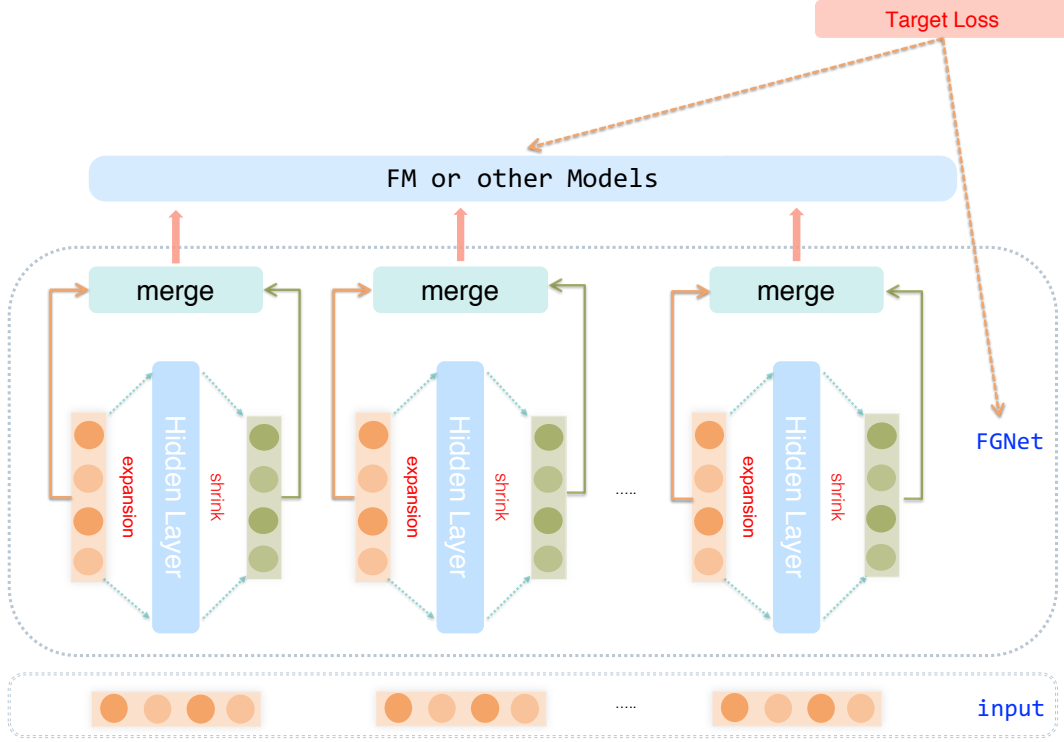 Target Loss
FM or other Models
merge
merge
merge
expansion
Hidden Layer
shrink
expansion
Hidden Layer
shrink
.....
expansion
Hidden Layer
shrink
FGNet
.....
input